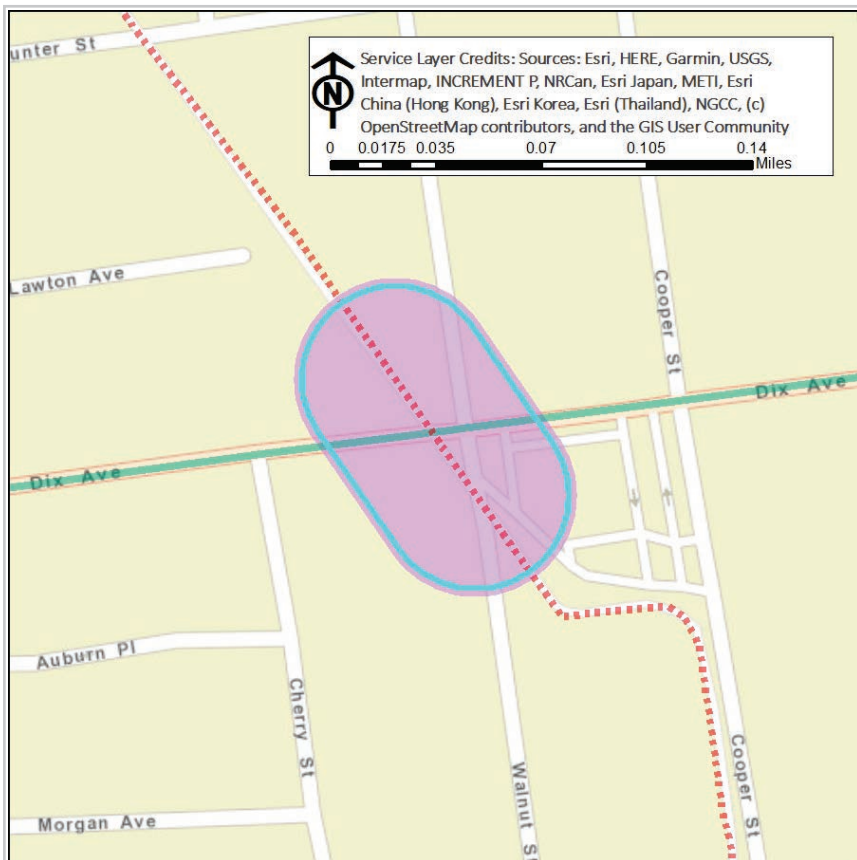 unter St
Service Layer Credits: Sources: Esri, HERE, Garmin, USGS,
Intermap, INCREMENT P, NRCan, Esri Japan, METI, Esri
China (Hong Kong), Esri Korea, Esri (Thailand), NGCC, (c)
OpenStreetMap contributors, and the GIS User Community
N
0 0.0175 0.035 0.07 0.105 0.14
Miles
Lawton Ave
Cooper St
Dix Ave
Dix Ave
Auburn Pl
Cherry St
Walnut St
Cooper St
Morgan Ave